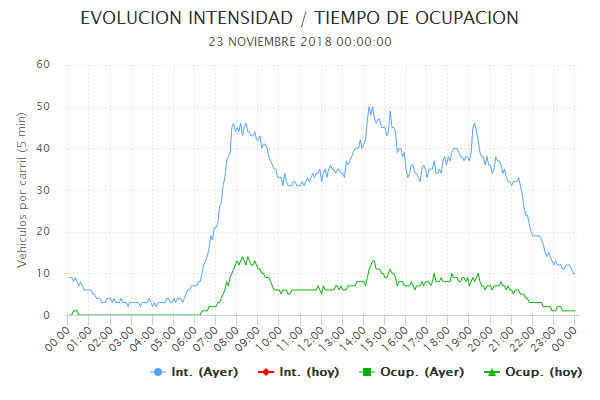 EVOLUCION INTENSIDAD / TIEMPO DE OCUPACION
23 NOVIEMBRE 2018 00:00:00
Vehiculos por carril (5 min)
60
50
40
30
20
10
0
00:00 01:00 02:00 03:00 04:00 05:00 06:00 07:00 08:00 09:00 10:00 11:00 12:00 13:00 14:00 15:00 16:00 17:00 18:00 19:00 20:00 21:00 22:00 23:00 00:00
Int. (Ayer) Int. (hoy) Ocup. (Ayer) Ocup. (hoy)